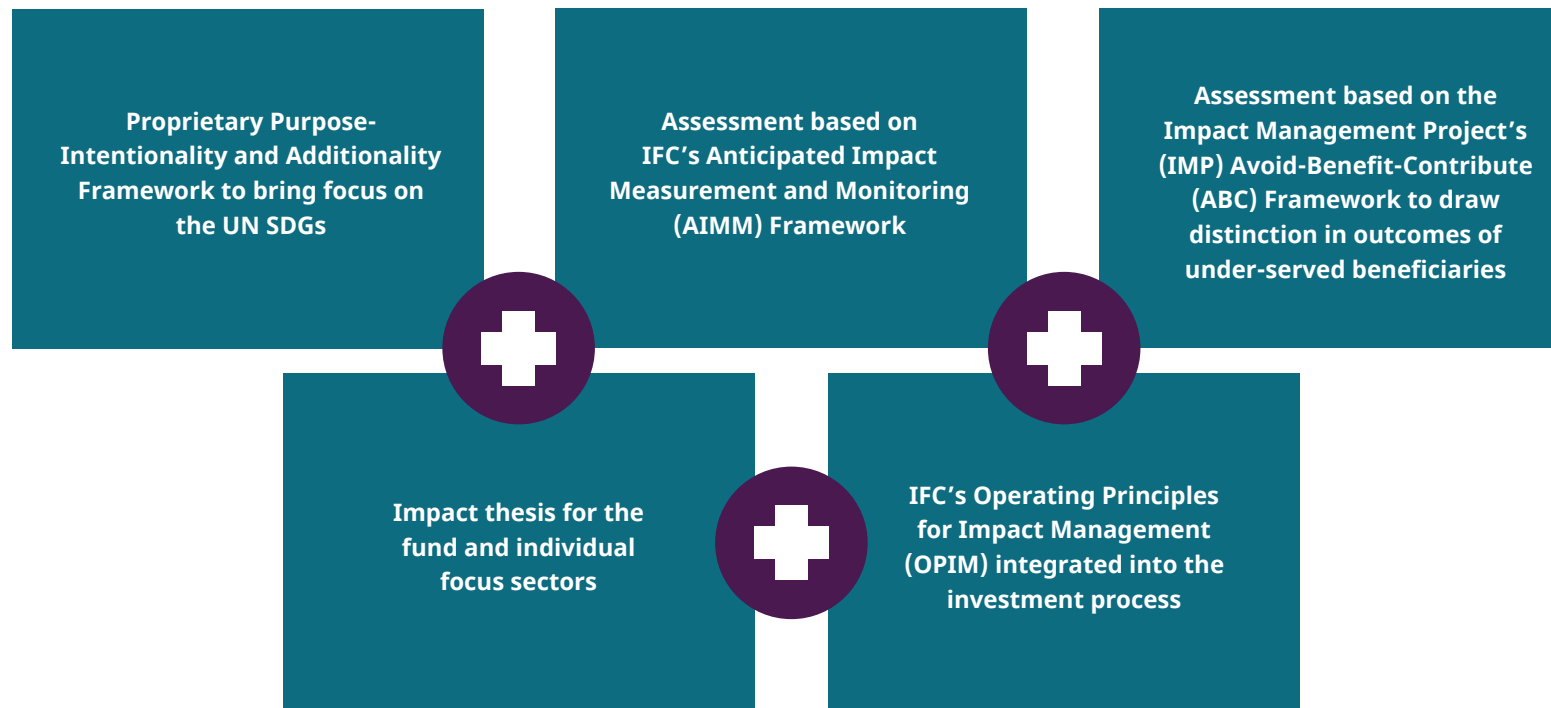 Proprietary Purpose-
Intentionality and Additionality
Framework to bring focus on
the UN SDGs
Assessment based on
IFC’s Anticipated Impact
Measurement and Monitoring
(AIMM) Framework
Assessment based on the
Impact Management Project’s
(IMP) Avoid-Benefit-Contribute
(ABC) Framework to draw
distinction in outcomes of
under-served beneficiaries
Impact thesis for the
fund and individual
focus sectors
IFC’s Operating Principles
for Impact Management
(OPIM) integrated into the
investment process